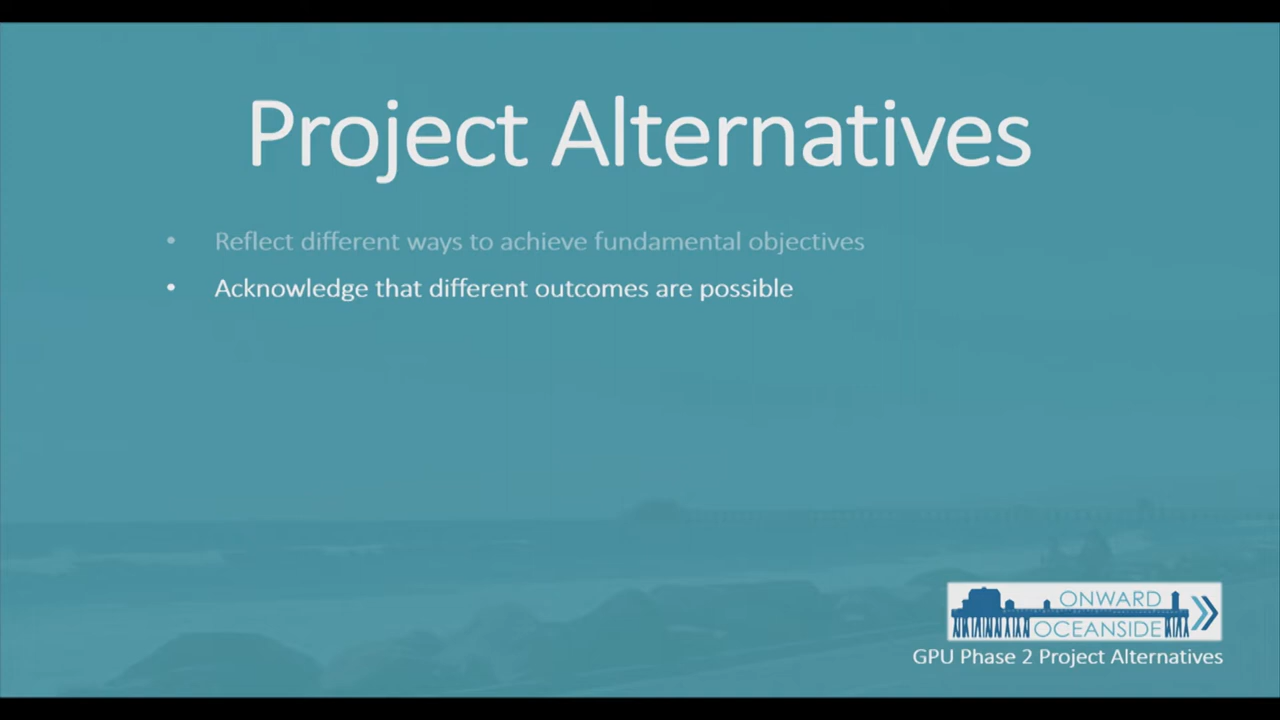 Project Alternatives
• Reflect different ways to achieve fundamental objectives
• Acknowledge that different outcomes are possible
ONWARD
OCEANSIDE
GPU Phase 2 Project Alternatives